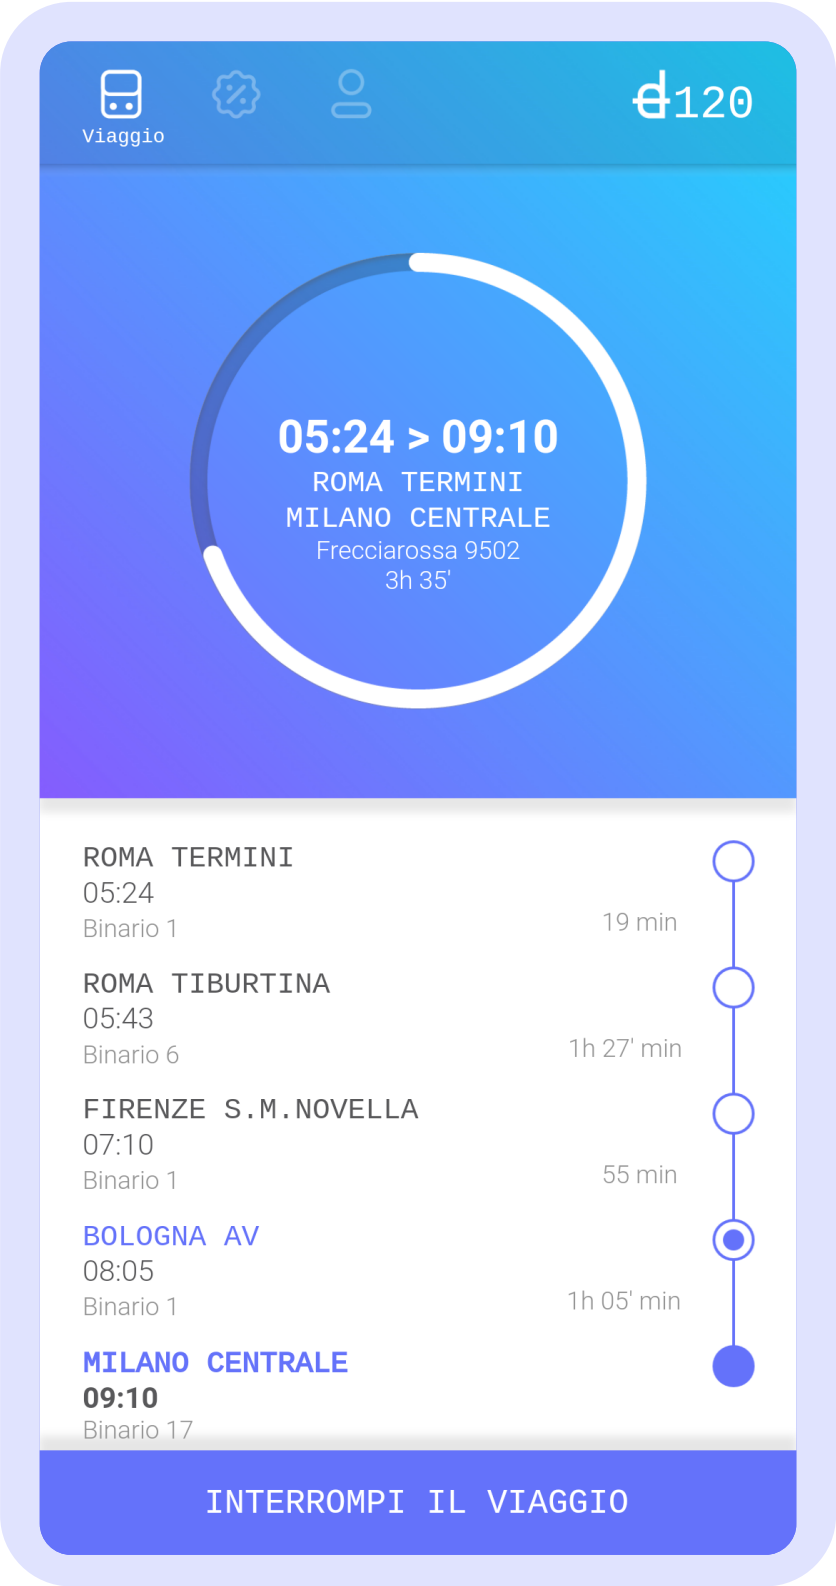 Viaggio
120
05:24 > 09:10
ROMA TERMINI
MILANO CENTRALE
Frecciarossa 9502
3h 35'
ROMA TERMINI
05:24
Binario 1
19 min
ROMA TIBURTINA
05:43
Binario 6
1h 27' min
FIRENZE S.M.NOVELLA
07:10
Binario 1
55 min
BOLOGNA AV
08:05
Binario 1
1h 05' min
MILANO CENTRALE
09:10
Binario 17
INTERROMPI IL VIAGGIO